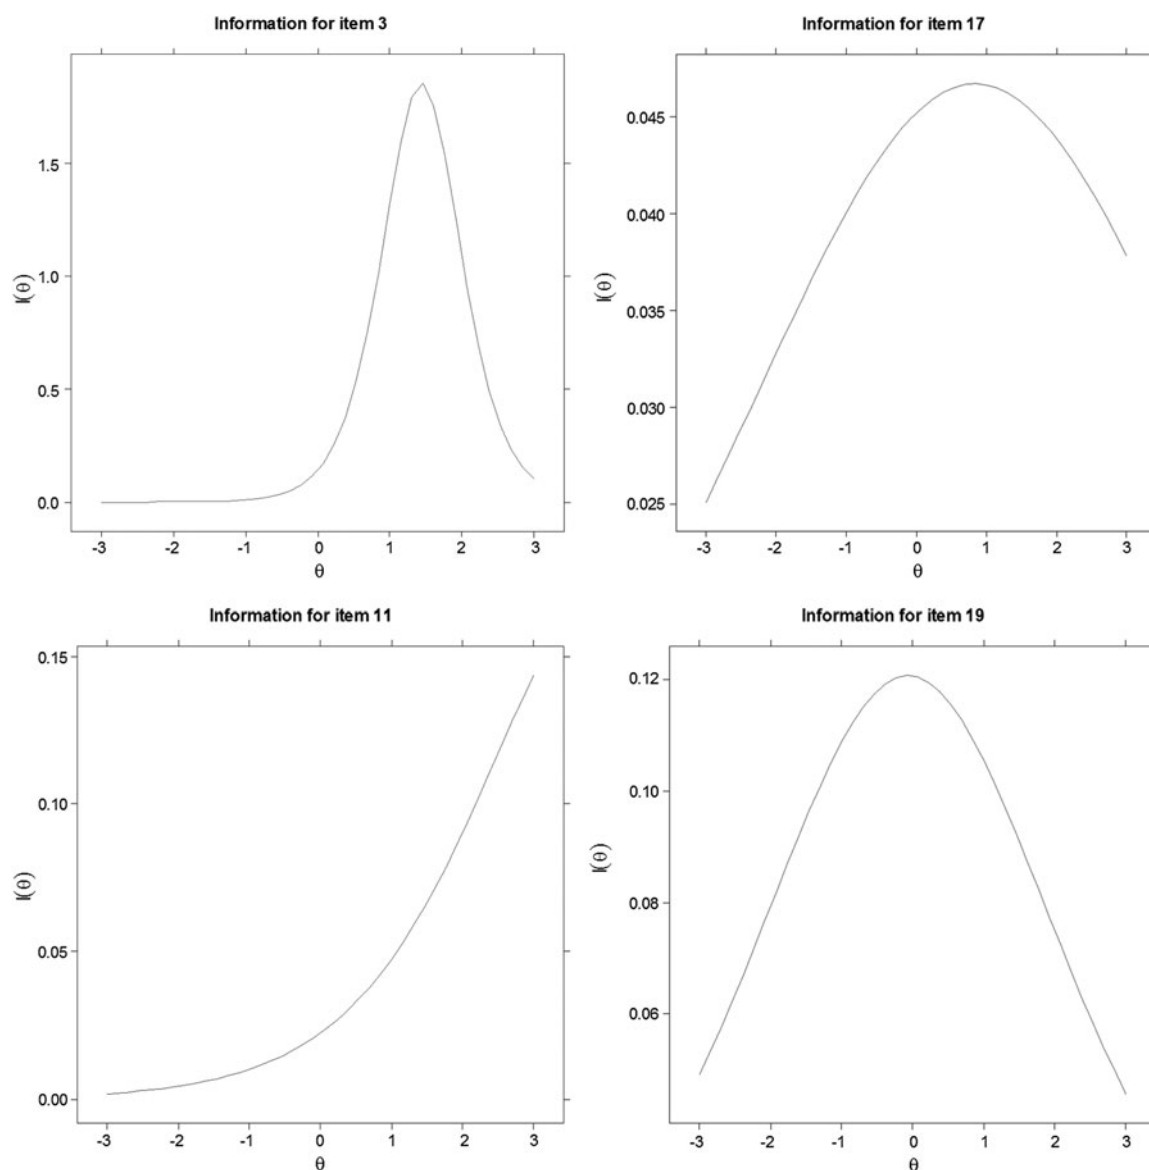 Information for item 3
1.5
1.0
0.5
0.0
I(θ)
-3 -2 -1 0 1 2 3
θ
Information for item 17
0.045
0.040
0.035
0.030
0.025
I(θ)
-3 -2 -1 0 1 2 3
θ
Information for item 11
0.15
0.10
0.05
0.00
I(θ)
-3 -2 -1 0 1 2 3
θ
Information for item 19
0.12
0.10
0.08
0.06
I(θ)
-3 -2 -1 0 1 2 3
θ